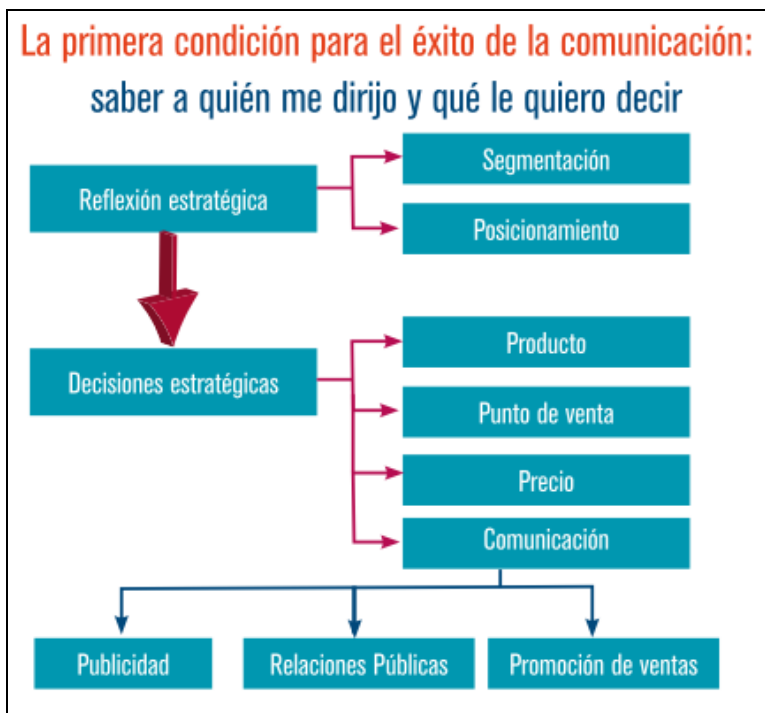 La primera condición para el éxito de la comunicación:
saber a quién me dirijo y qué le quiero decir
Reflexión estratégica
Segmentación
Posicionamiento
Decisiones estratégicas
Producto
Punto de venta
Precio
Comunicación
Publicidad
Relaciones Públicas
Promoción de ventas